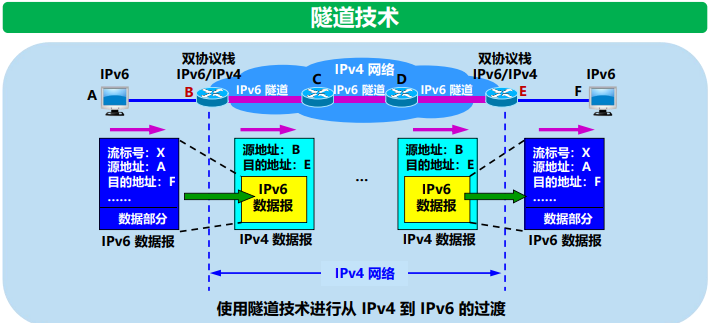 隧道技术
双协议栈
IPv6/IPv4
IPv4 网络
双协议栈
IPv6/IPv4
IPv6
IPv6
A
B
IPv6 隧道
C
IPv6 隧道
D
IPv6 隧道
E
F
流标号：X
源地址：A
目的地址：F
......
数据部分
IPv6 数据报
源地址：B
目的地址：E
IPv6
数据报
IPv4 数据报
...
源地址：B
目的地址：E
IPv6
数据报
IPv4 数据报
流标号：X
源地址：A
目的地址：F
......
数据部分
IPv6 数据报
IPv4 网络
使用隧道技术进行从 IPv4 到 IPv6 的过渡